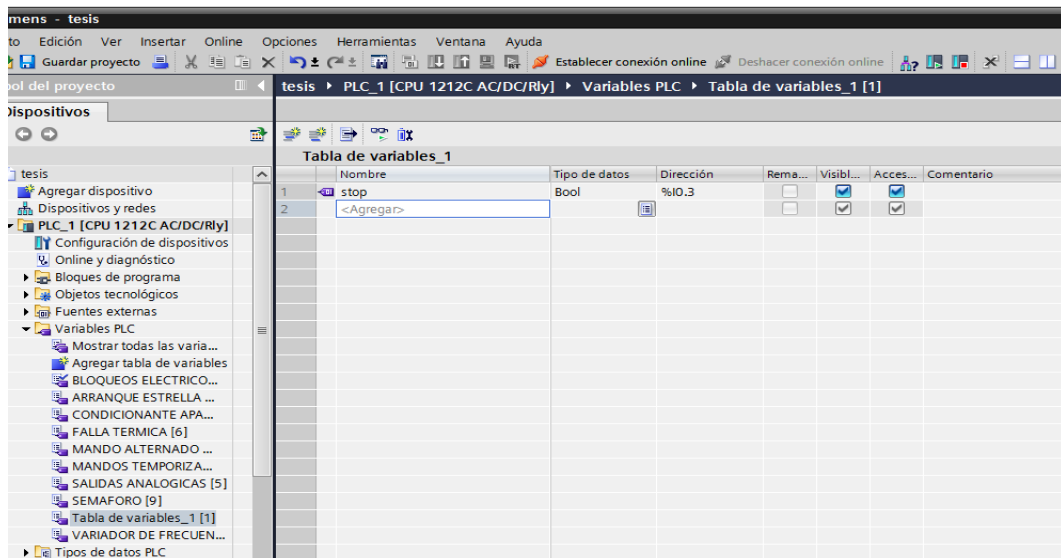 mens - tesis
to Edición Ver Insertar Online Opciones Herramientas Ventana Ayuda
Guardar proyecto Establecer conexión online Deshacer conexión online
ol del proyecto tesis PLC_1 [CPU 1212C AC/DC/Rly] Variables PLC Tabla de variables_1 [1]
Dispositivos
Tabla de variables_1
Nombre Tipo de datos Dirección Rema... Visibl... Acces... Comentario
1 stop Bool %I0.3
2 <Agregar>
tesis
Agregar dispositivo
Dispositivos y redes
PLC_1 [CPU 1212C AC/DC/Rly]
Configuración de dispositivos
Online y diagnóstico
Bloques de programa
Objetos tecnológicos
Fuentes externas
Variables PLC
Mostrar todas las varia...
Agregar tabla de variables
BLOQUEOS ELECTRICO...
ARRANQUE ESTRELLA ...
CONDICIONANTE APA...
FALLA TERMICA [6]
MANDO ALTERNADO ...
MANDOS TEMPORIZA...
SALIDAS ANALOGICAS [5]
SEMAFORO [9]
Tabla de variables_1 [1]
VARIADOR DE FRECUEN...
Tipos de datos PLC